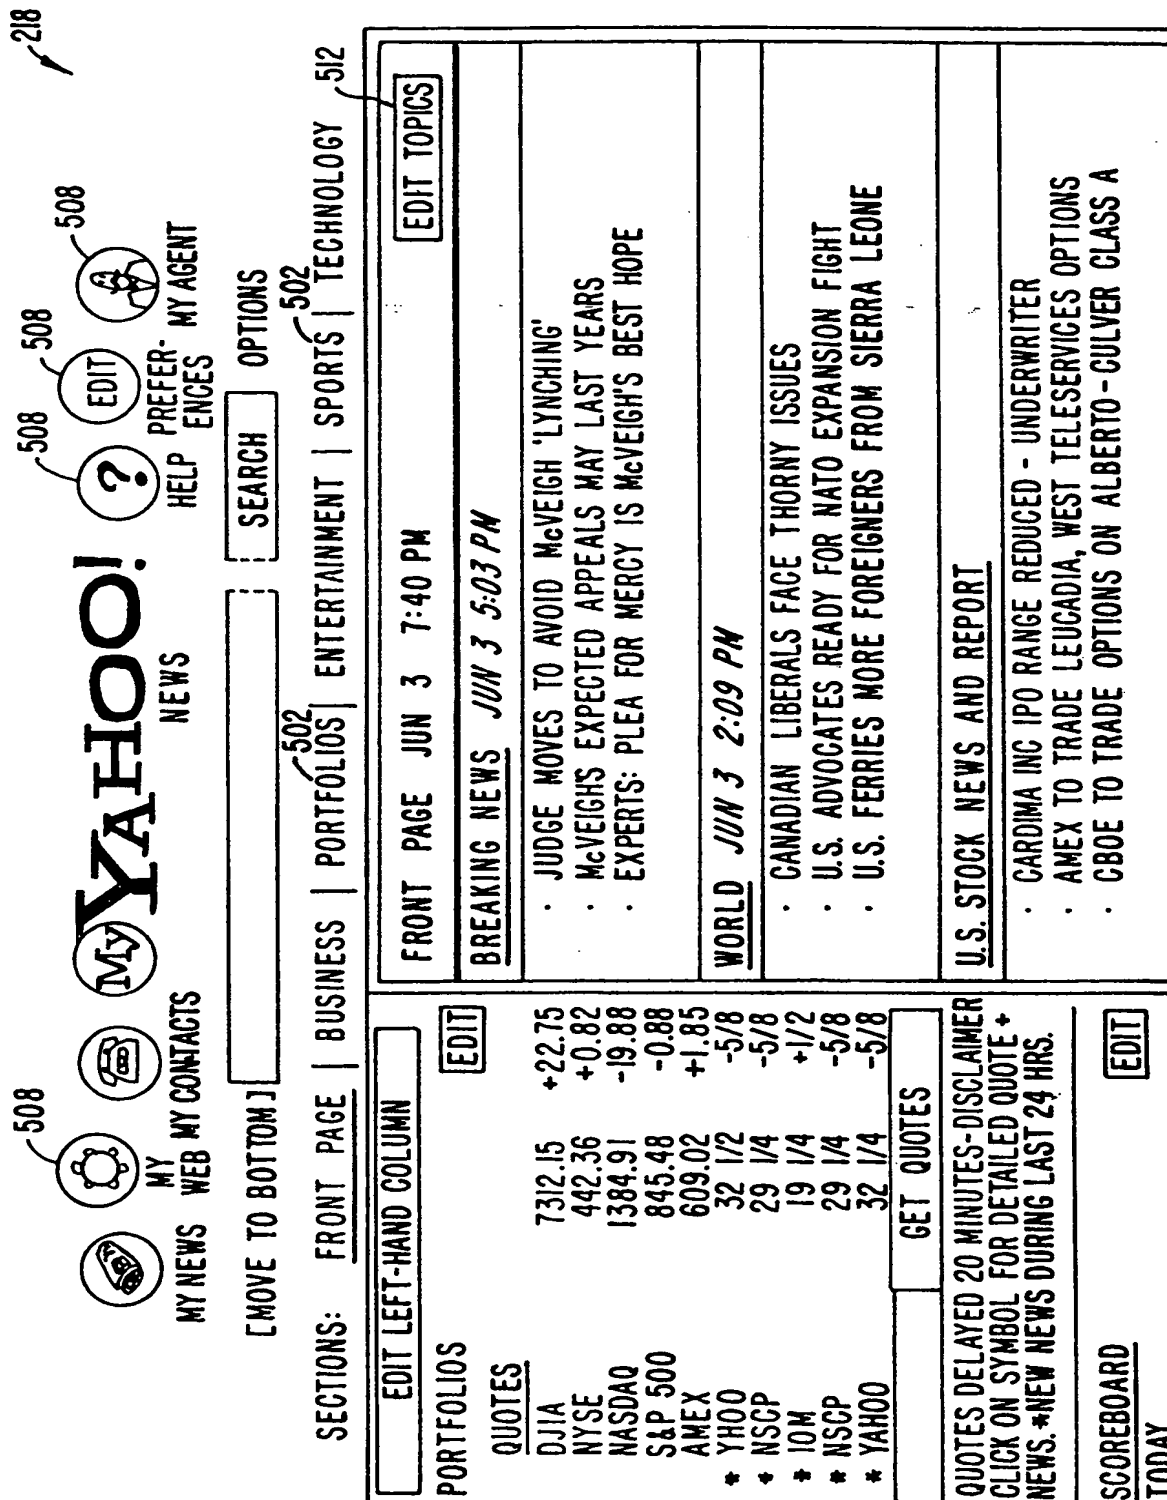 218
508
508
508
508
My YAHOO!
NEWS
MY NEWS
MY
WEB
MY CONTACTS
HELP
PREFER-
ENCES
MY AGENT
[MOVE TO BOTTOM]
SEARCH
OPTIONS
502
502
SECTIONS: FRONT PAGE | BUSINESS | PORTFOLIOS | ENTERTAINMENT | SPORTS | TECHNOLOGY
512
EDIT LEFT-HAND COLUMN
PORTFOLIOS EDIT
QUOTES
DJIA 7312.15 +22.75
NYSE 442.36 +0.82
NASDAQ 1384.91 -19.88
S&P 500 845.48 -0.88
AMEX 609.02 +1.85
* YHOO 32 1/2 -5/8
* NSCP 29 1/4 -5/8
* IOM 19 1/4 +1/2
* NSCP 29 1/4 -5/8
* YAHOO 32 1/4 -5/8
GET QUOTES
QUOTES DELAYED 20 MINUTES-DISCLAIMER
CLICK ON SYMBOL FOR DETAILED QUOTE +
NEWS. *NEW NEWS DURING LAST 24 HRS.
SCOREBOARD EDIT
TODAY
FRONT PAGE JUN 3 7:40 PM EDIT TOPICS
BREAKING NEWS JUN 3 5:03 PM
· JUDGE MOVES TO AVOID McVEIGH 'LYNCHING'
· McVEIGHS EXPECTED APPEALS MAY LAST YEARS
· EXPERTS: PLEA FOR MERCY IS McVEIGH'S BEST HOPE
WORLD JUN 3 2:09 PM
· CANADIAN LIBERALS FACE THORNY ISSUES
· U.S. ADVOCATES READY FOR NATO EXPANSION FIGHT
· U.S. FERRIES MORE FOREIGNERS FROM SIERRA LEONE
U.S. STOCK NEWS AND REPORT
· CARDIMA INC IPO RANGE REDUCED - UNDERWRITER
· AMEX TO TRADE LEUCADIA, WEST TELESERVICES OPTIONS
· CBOE TO TRADE OPTIONS ON ALBERTO-CULVER CLASS A
?
EDIT